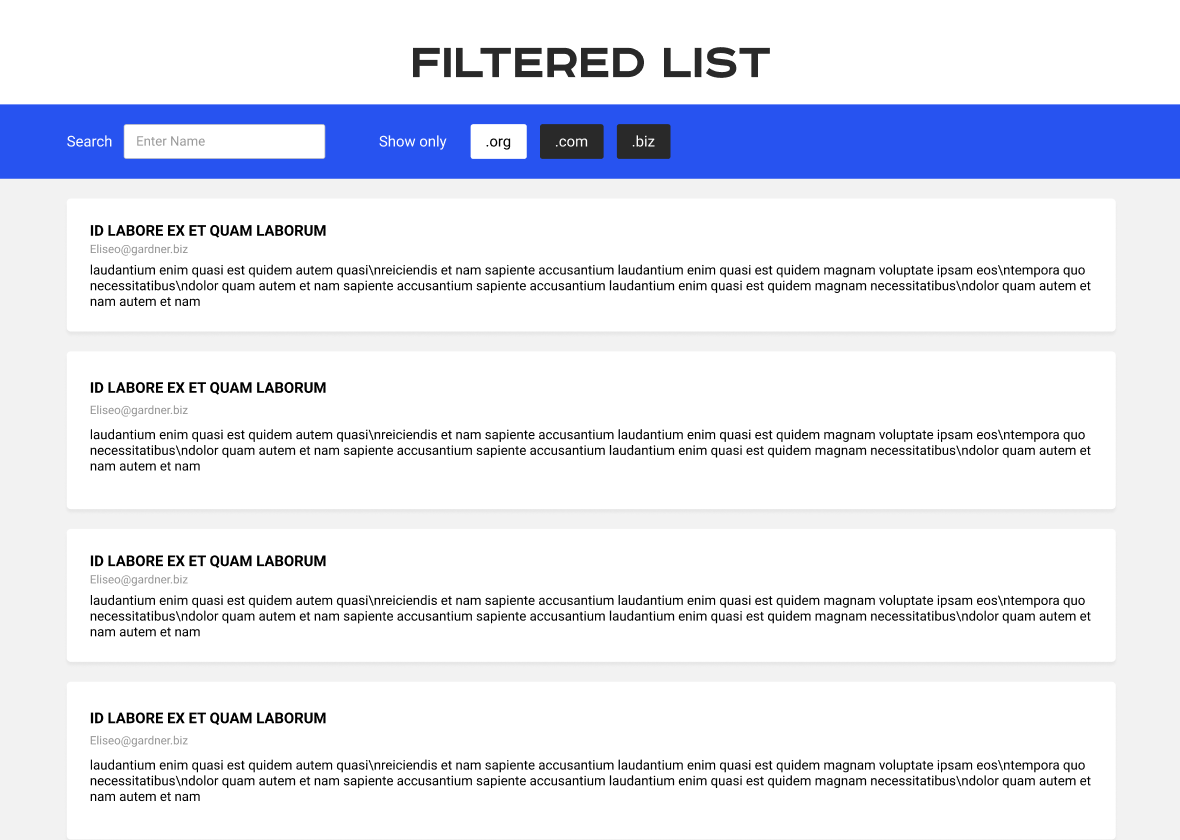 FILTERED LIST
Search Enter Name Show only .org .com .biz
ID LABORE EX ET QUAM LABORUM
Eliseo@gardner.biz
laudantium enim quasi est quidem autem quasi\nreiciendis et nam sapiente accusantium laudantium enim quasi est quidem magnam voluptate ipsam eos\ntempora quo
necessitatibus\ndolor quam autem et nam sapiente accusantium sapiente accusantium laudantium enim quasi est quidem magnam necessitatibus\ndolor quam autem et
nam autem et nam
ID LABORE EX ET QUAM LABORUM
Eliseo@gardner.biz
laudantium enim quasi est quidem autem quasi\nreiciendis et nam sapiente accusantium laudantium enim quasi est quidem magnam voluptate ipsam eos\ntempora quo
necessitatibus\ndolor quam autem et nam sapiente accusantium sapiente accusantium laudantium enim quasi est quidem magnam necessitatibus\ndolor quam autem et
nam autem et nam
ID LABORE EX ET QUAM LABORUM
Eliseo@gardner.biz
laudantium enim quasi est quidem autem quasi\nreiciendis et nam sapiente accusantium laudantium enim quasi est quidem magnam voluptate ipsam eos\ntempora quo
necessitatibus\ndolor quam autem et nam sapiente accusantium sapiente accusantium laudantium enim quasi est quidem magnam necessitatibus\ndolor quam autem et
nam autem et nam
ID LABORE EX ET QUAM LABORUM
Eliseo@gardner.biz
laudantium enim quasi est quidem autem quasi\nreiciendis et nam sapiente accusantium laudantium enim quasi est quidem magnam voluptate ipsam eos\ntempora quo
necessitatibus\ndolor quam autem et nam sapiente accusantium sapiente accusantium laudantium enim quasi est quidem magnam necessitatibus\ndolor quam autem et
nam autem et nam